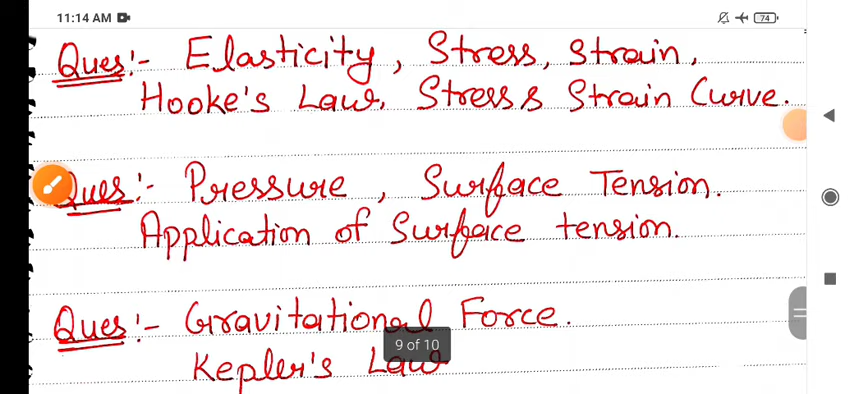 11:14 AM
74
Ques:- Elasticity, Stress, Strain,
Hooke's Law, Stress & Strain Curve.
Ques:- Pressure, Surface Tension.
Application of Surface tension.
Ques:- Gravitational Force.
9 of 10
Kepler's Law